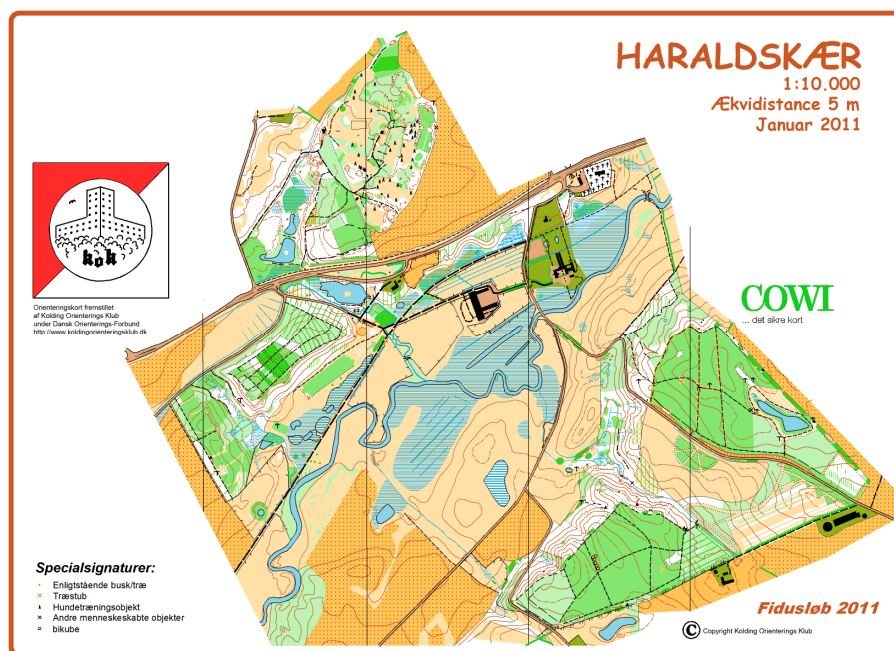 HARALDSKÆR
1:10.000
Ækvidistance 5 m
Januar 2011
kok
Orienteringskort fremstillet
af Kolding Orienterings Klub
under Dansk Orienterings-Forbund
http://www.koldingorienteringsklub.dk
COWI
... det sikre kort
Specialsignaturer:
Enligtstående busk/træ
Træstub
Hundetræningsobjekt
Andre menneskeskabte objekter
bikube
Fidusløb 2011
© Copyright Kolding Orienterings Klub